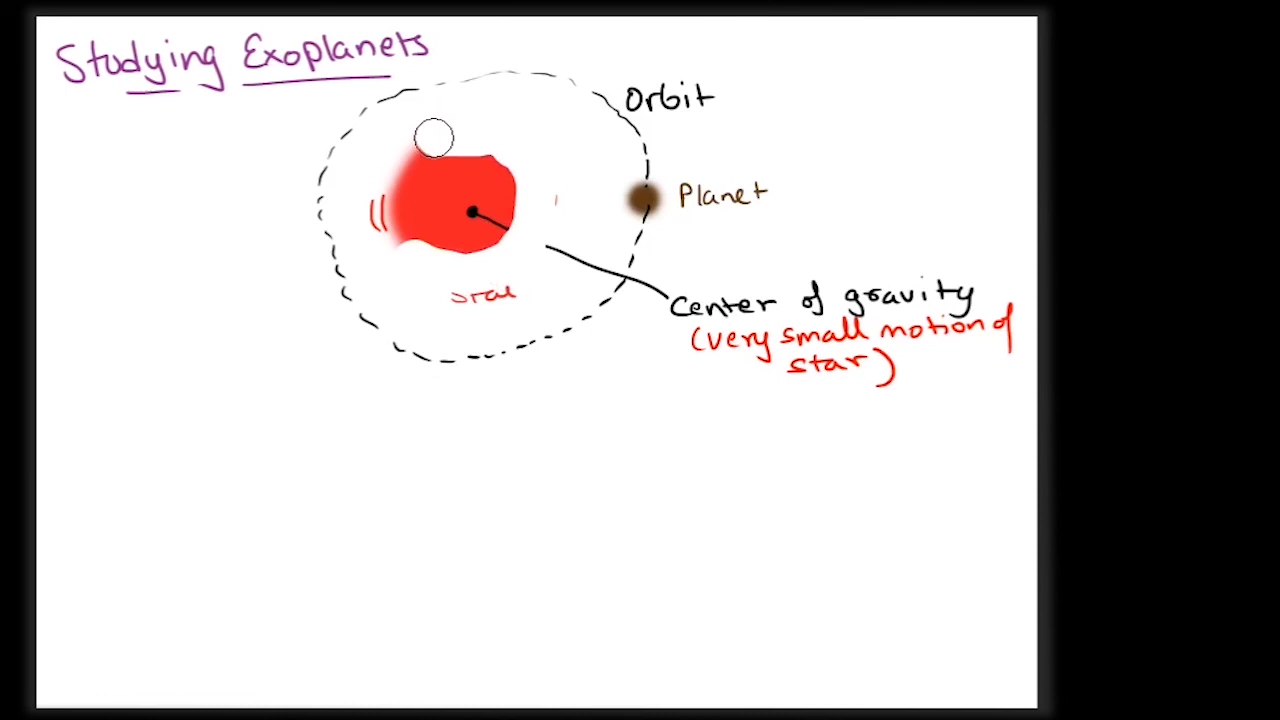 Studying Exoplanets
Orbit
Planet
Center of gravity
(very small motion of
star)